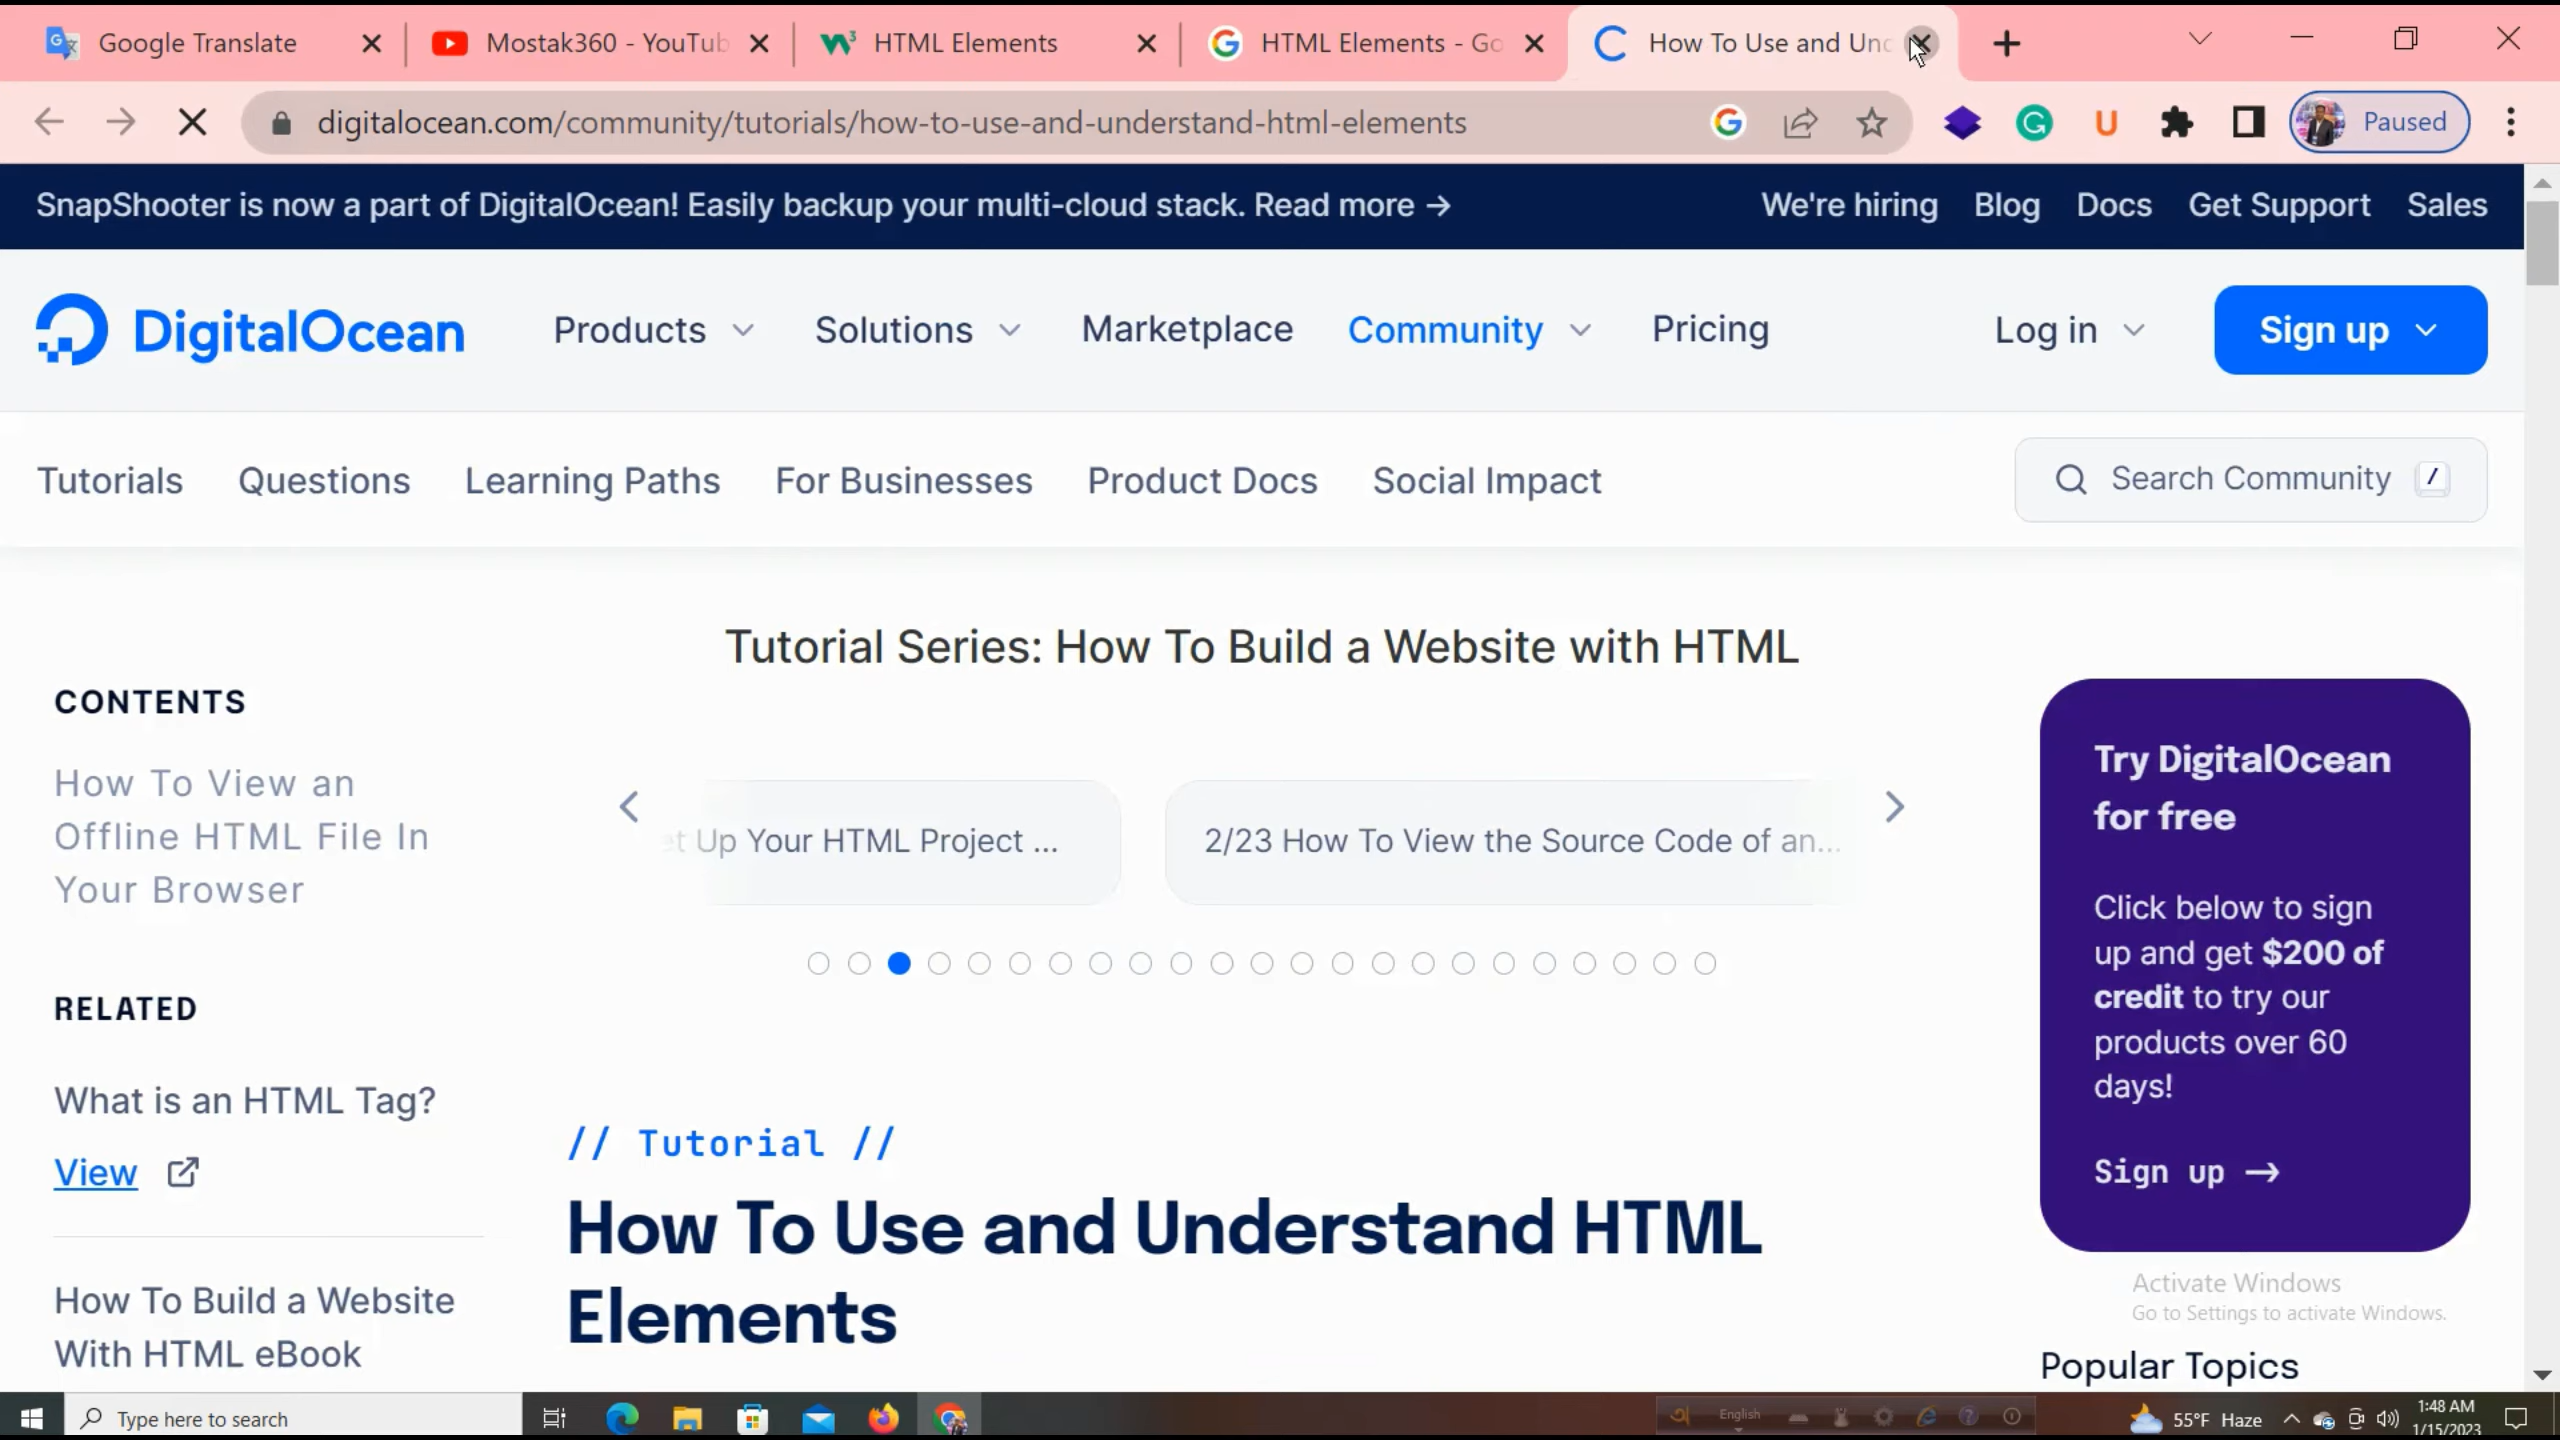 Google Translate
Mostak360 - YouTub
HTML Elements
HTML Elements - Go
How To Use and Und
digitalocean.com/community/tutorials/how-to-use-and-understand-html-elements
Paused
SnapShooter is now a part of DigitalOcean! Easily backup your multi-cloud stack. Read more →
We're hiring Blog Docs Get Support Sales
DigitalOcean
Products Solutions Marketplace Community Pricing
Log in
Sign up
Tutorials Questions Learning Paths For Businesses Product Docs Social Impact
Search Community /
Tutorial Series: How To Build a Website with HTML
CONTENTS
How To View an
Offline HTML File In
Your Browser
et Up Your HTML Project ...
2/23 How To View the Source Code of an...
RELATED
What is an HTML Tag?
View
How To Build a Website
With HTML eBook
// Tutorial //
How To Use and Understand HTML
Elements
Try DigitalOcean
for free
Click below to sign
up and get $200 of
credit to try our
products over 60
days!
Sign up →
Activate Windows
Go to Settings to activate Windows.
Popular Topics
Type here to search
English
55°F Haze
1:48 AM
1/15/2023